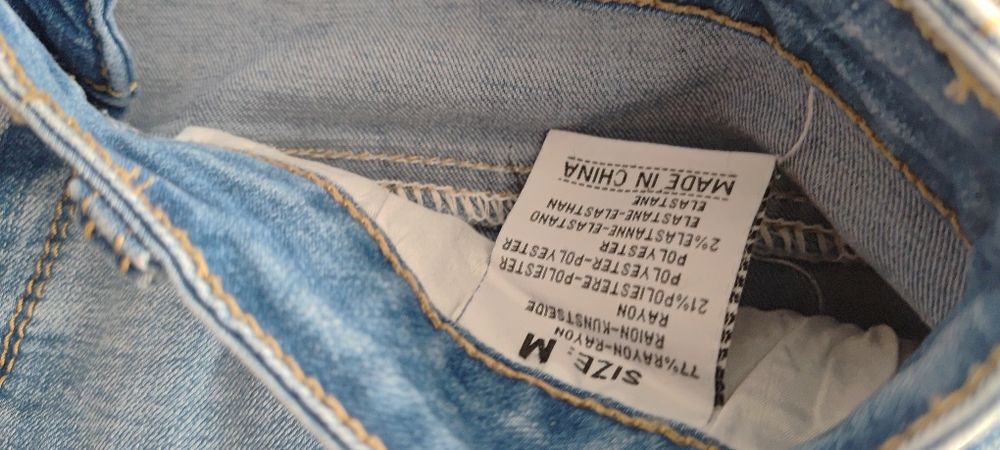 SIZE: M
77%RAYON-RAYON
RAION-KUNSTSEIDE
RAYON
21%POLIESTERE-POLIESTER
POLYESTER-POLYESTER
POLYESTER
2%ELASTANNE-ELASTANO
ELASTANE-ELASTHAN
ELASTANE
MADE IN CHINA